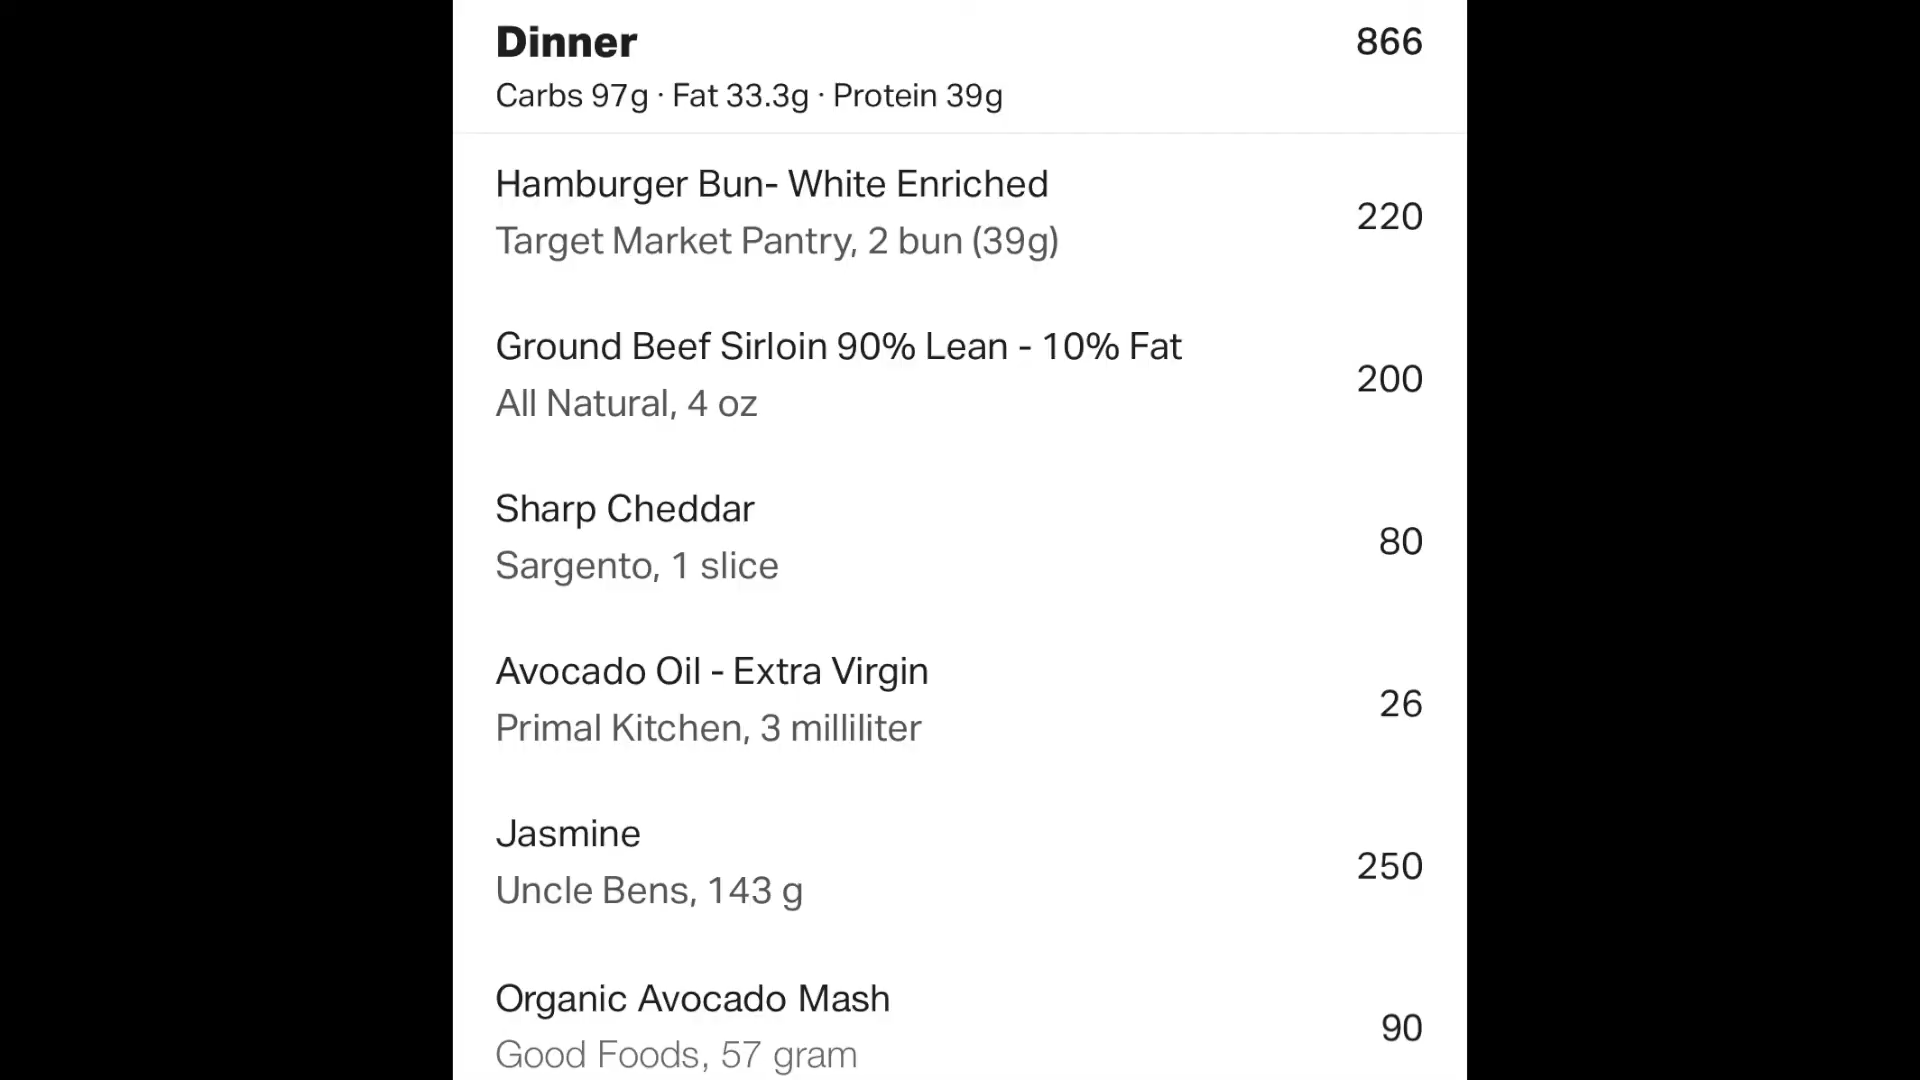 Dinner 866
Carbs 97g · Fat 33.3g · Protein 39g
Hamburger Bun- White Enriched
Target Market Pantry, 2 bun (39g)
220
Ground Beef Sirloin 90% Lean - 10% Fat
All Natural, 4 oz
200
Sharp Cheddar
Sargento, 1 slice
80
Avocado Oil - Extra Virgin
Primal Kitchen, 3 milliliter
26
Jasmine
Uncle Bens, 143 g
250
Organic Avocado Mash
Good Foods, 57 gram
90